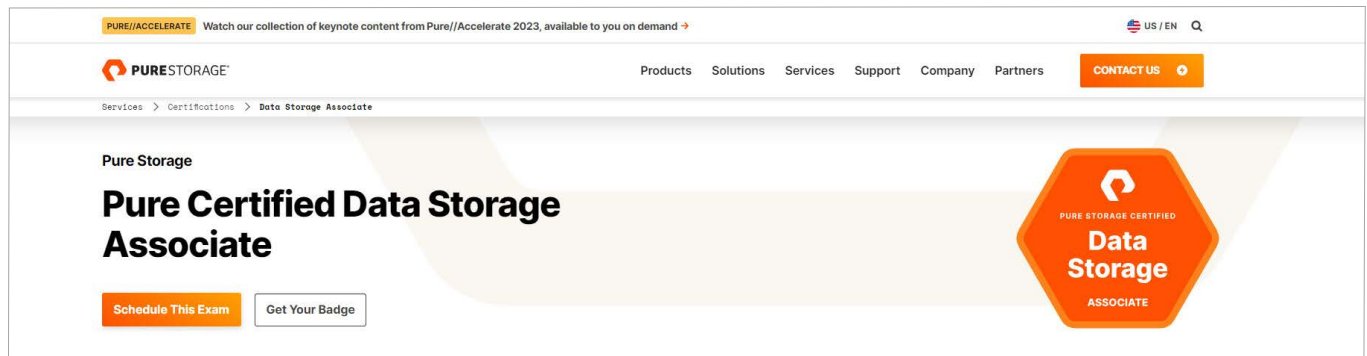 PURE//ACCELERATE Watch our collection of keynote content from Pure//Accelerate 2023, available to you on demand →
US / EN
PURESTORAGE®
Products Solutions Services Support Company Partners
CONTACT US
Services > Certifications > Data Storage Associate
Pure Storage
Pure Certified Data Storage
Associate
Schedule This Exam
Get Your Badge
PURE STORAGE CERTIFIED
Data
Storage
ASSOCIATE